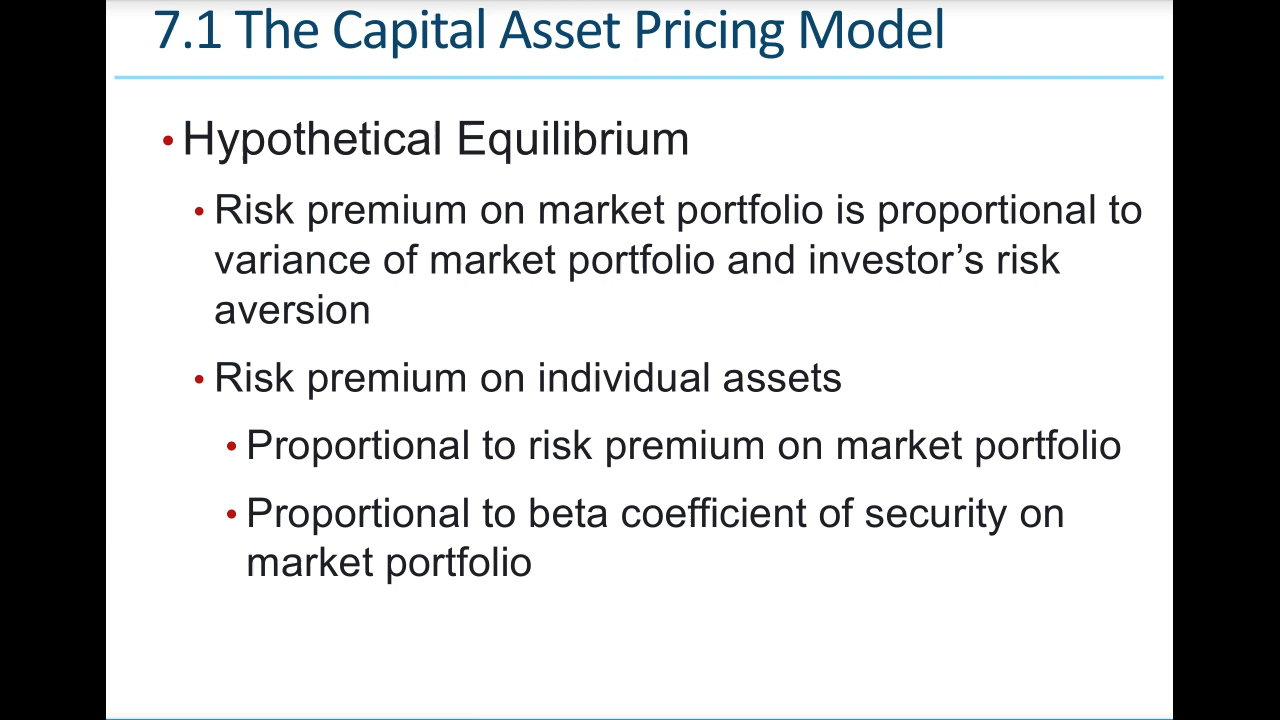 7.1 The Capital Asset Pricing Model
• Hypothetical Equilibrium
• Risk premium on market portfolio is proportional to
variance of market portfolio and investor’s risk
aversion
• Risk premium on individual assets
• Proportional to risk premium on market portfolio
• Proportional to beta coefficient of security on
market portfolio